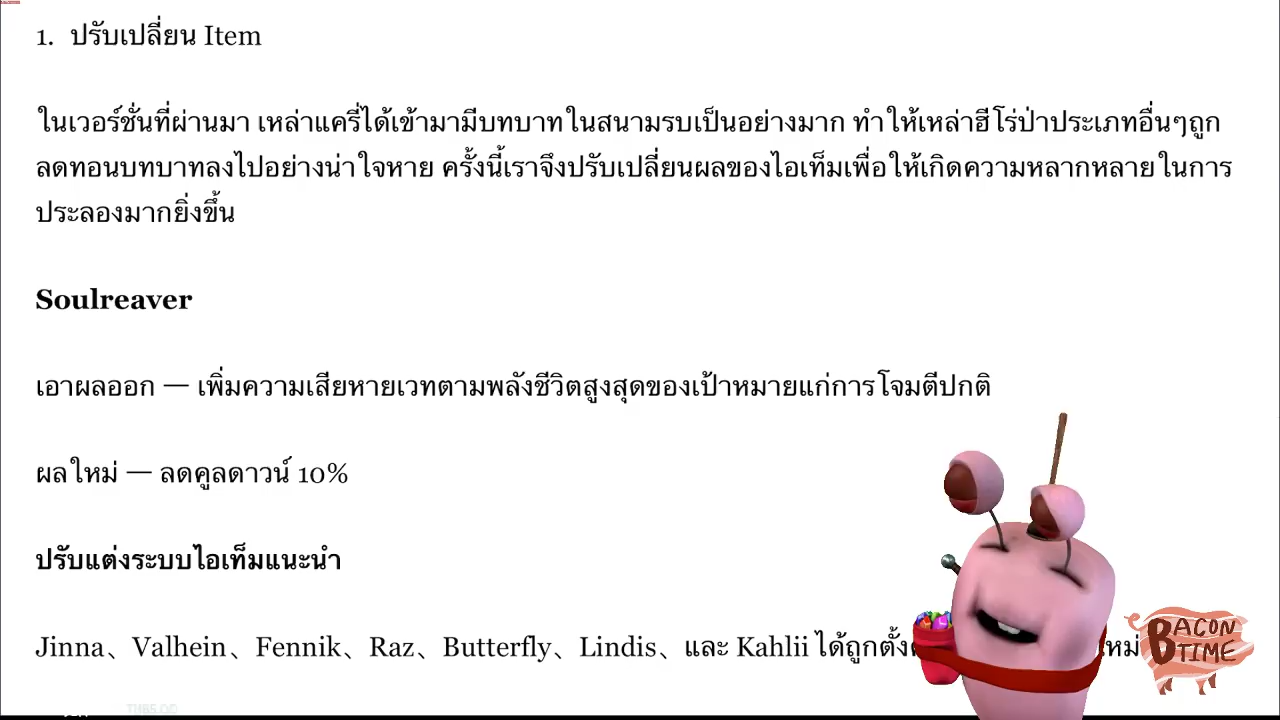 1. ปรับเปลี่ยน Item
ในเวอร์ชั่นที่ผ่านมา เหล่าแครี่ได้เข้ามามีบทบาทในสนามรบเป็นอย่างมาก ทำให้เหล่าฮีโร่ป่าประเภทอื่นๆถูก
ลดทอนบทบาทลงไปอย่างน่าใจหาย ครั้งนี้เราจึงปรับเปลี่ยนผลของไอเท็มเพื่อให้เกิดความหลากหลายในการ
ประลองมากยิ่งขึ้น
Soulreaver
เอาผลออก — เพิ่มความเสียหายเวทตามพลังชีวิตสูงสุดของเป้าหมายแก่การโจมตีปกติ
ผลใหม่ — ลดคูลดาวน์ 10%
ปรับแต่งระบบไอเท็มแนะนำ
Jinna、Valhein、Fennik、Raz、Butterfly、Lindis、และ Kahlii ได้ถูกตั้ง
BACON
TIME